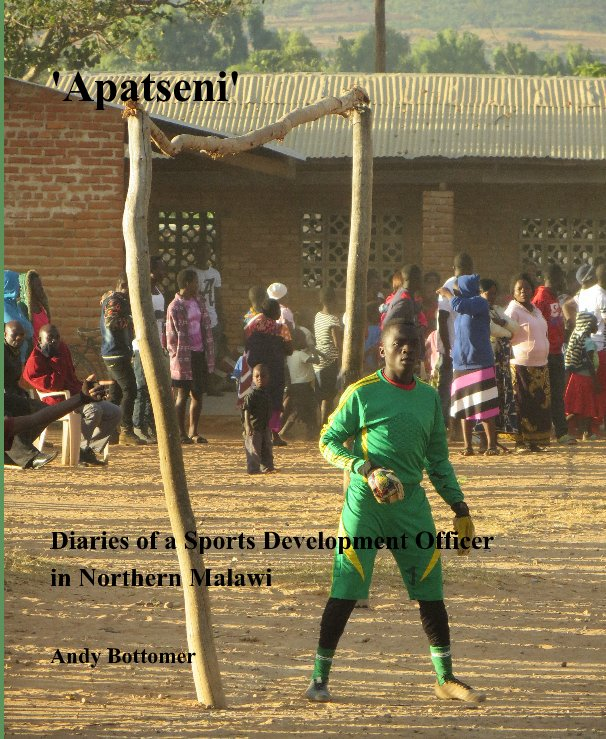 'Apatseni'
Diaries of a Sports Development Officer
in Northern Malawi
Andy Bottomer